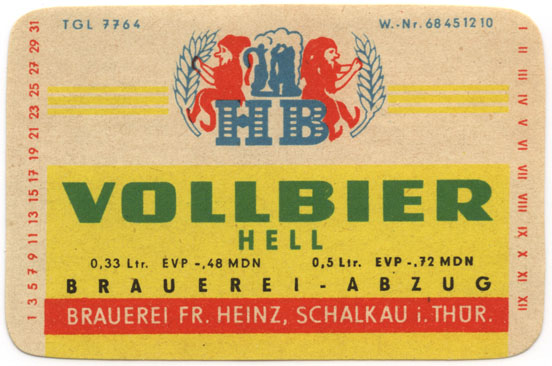 TGL 7764
W.-Nr. 68451210
HB
VOLLBIER
HELL
0,33 Ltr. EVP -,48 MDN
0,5 Ltr. EVP -,72 MDN
BRAUEREI-ABZUG
BRAUEREI FR. HEINZ, SCHALKAU i. THÜR.
1 3 5 7 9 11 13 15 17 19 21 23 25 27 29 31
I II III IV V VI VII VIII IX X XI XII